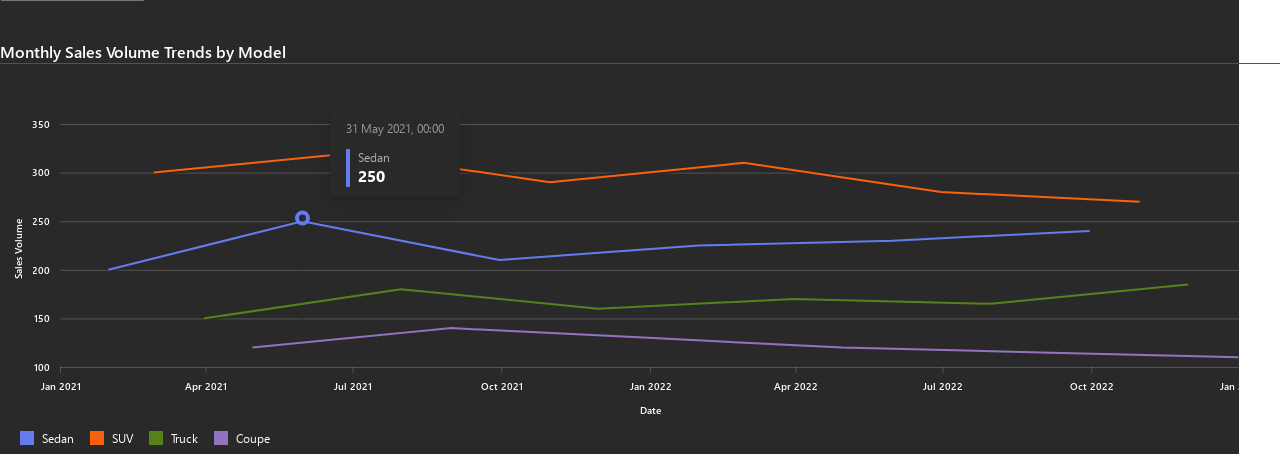 Monthly Sales Volume Trends by Model
31 May 2021, 00:00
Sedan
250
350
300
250
200
150
100
Sales Volume
Jan 2021 Apr 2021 Jul 2021 Oct 2021 Jan 2022 Apr 2022 Jul 2022 Oct 2022 Jan
Date
Sedan SUV Truck Coupe